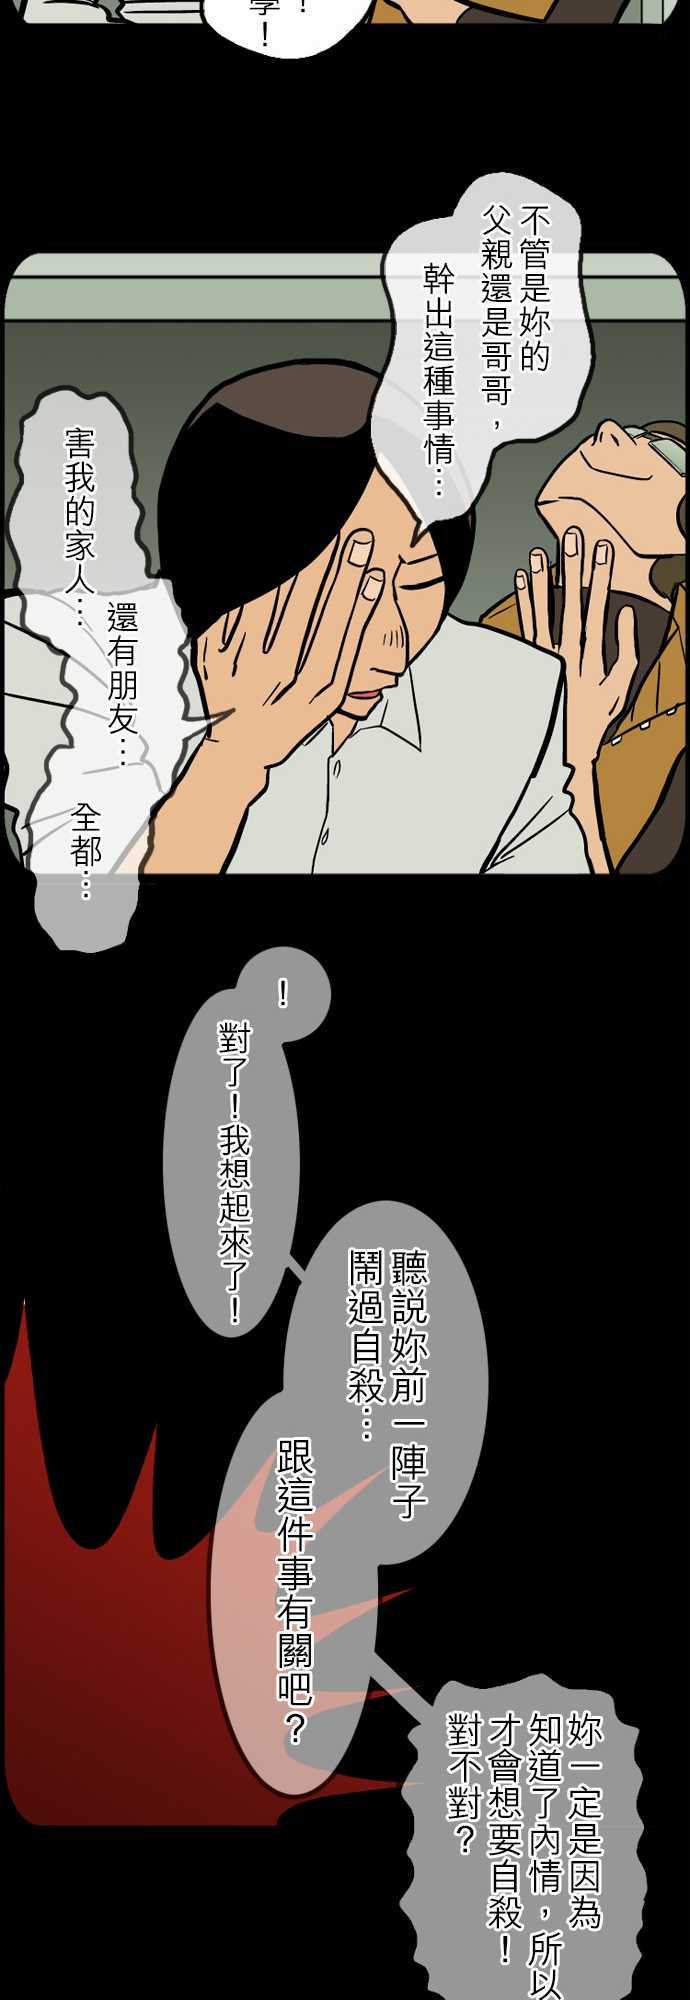 ！
學！
不管是妳的
父親還是哥哥，
幹出這種事情…
害我的家人…
還有朋友…
全都…
！
對了！我想起來了！
聽說妳前一陣子
鬧過自殺…
跟這件事有關吧？
妳一定是因為
知道了內情，所以
才會想要自殺！
對不對？